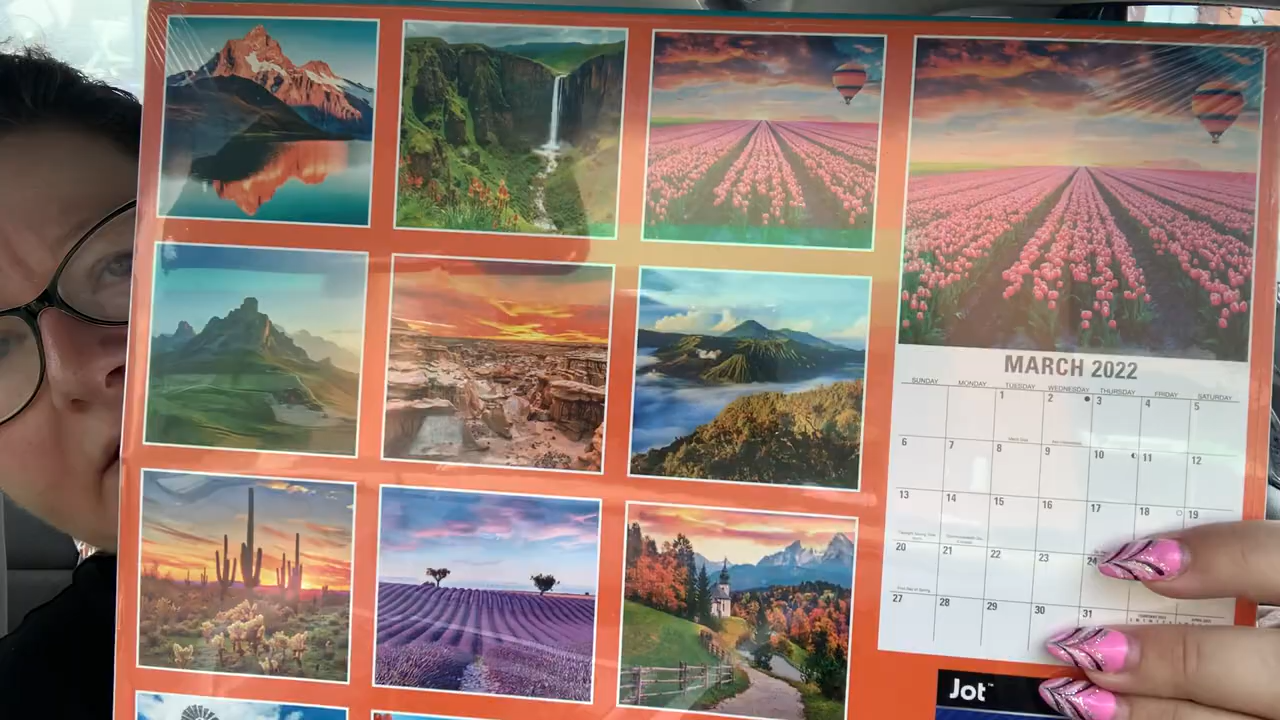 MARCH 2022
SUNDAY MONDAY TUESDAY WEDNESDAY THURSDAY FRIDAY SATURDAY
1 2 3 4 5
6 7 8 9 10 11 12
13 14 15 16 17 18 19
20 21 22 23 24
27 28 29 30 31
Jot™